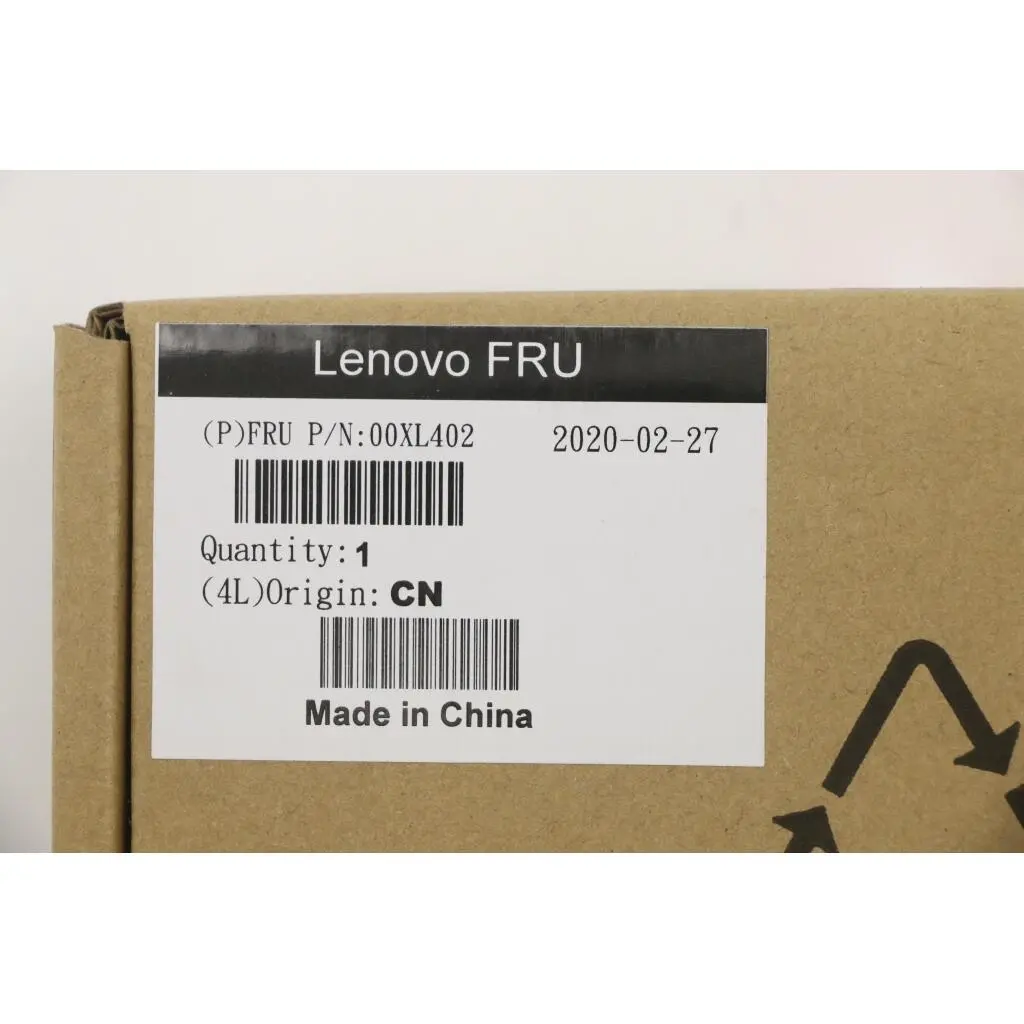 Lenovo FRU
(P)FRU P/N:00XL402 2020-02-27
Quantity:1
(4L)Origin:CN
Made in China